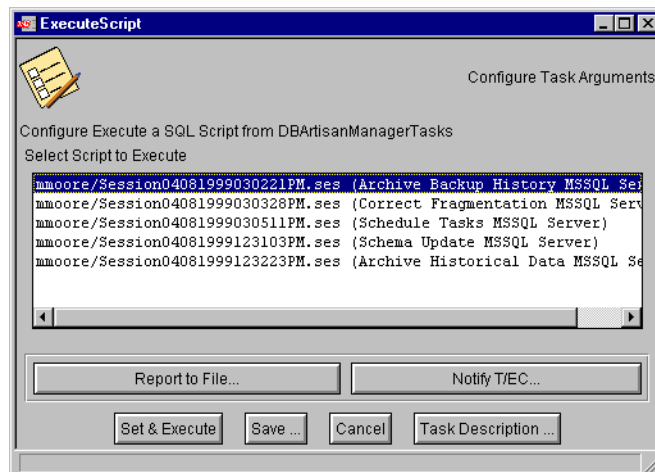 ExecuteScript
Configure Task Arguments
Configure Execute a SQL Script from DBArtisanManagerTasks
Select Script to Execute
mmoore/Session04081999030221PM.ses (Archive Backup History MSSQL Ser
mmoore/Session04081999030328PM.ses (Correct Fragmentation MSSQL Serv
mmoore/Session04081999030511PM.ses (Schedule Tasks MSSQL Server)
mmoore/Session04081999123103PM.ses (Schema Update MSSQL Server)
mmoore/Session04081999123223PM.ses (Archive Historical Data MSSQL Se
Report to File... Notify T/EC...
Set & Execute Save ... Cancel Task Description ...